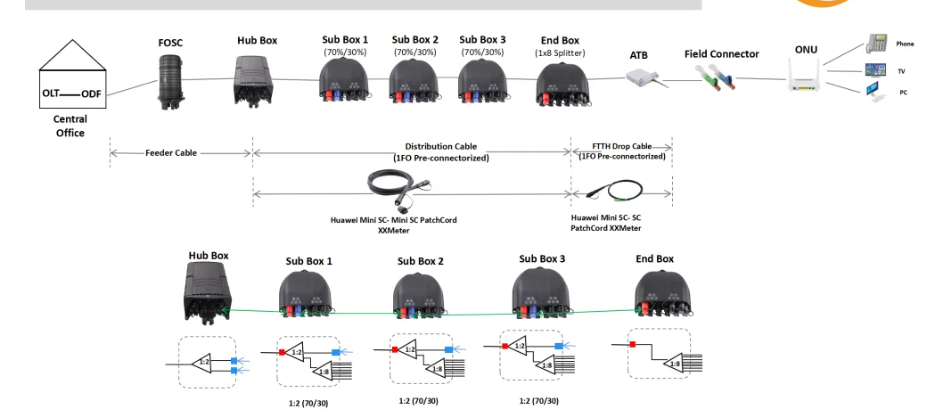 FOSC
Hub Box
Sub Box 1
(70%/30%)
Sub Box 2
(70%/30%)
Sub Box 3
(70%/30%)
End Box
(1x8 Splitter)
ATB
Field Connector
ONU
Phone
TV
PC
OLT
ODF
Central
Office
Feeder Cable
Distribution Cable
(1FO Pre-connectorized)
FTTH Drop Cable
(1FO Pre-connectorized)
Huawei Mini SC- Mini SC PatchCord
XXMeter
Huawei Mini SC- SC
PatchCord XXMeter
Hub Box
Sub Box 1
Sub Box 2
Sub Box 3
End Box
1:2
1:2
1:8
1:2
1:8
1:2
1:8
1:8
1:2 (70/30)
1:2 (70/30)
1:2 (70/30)